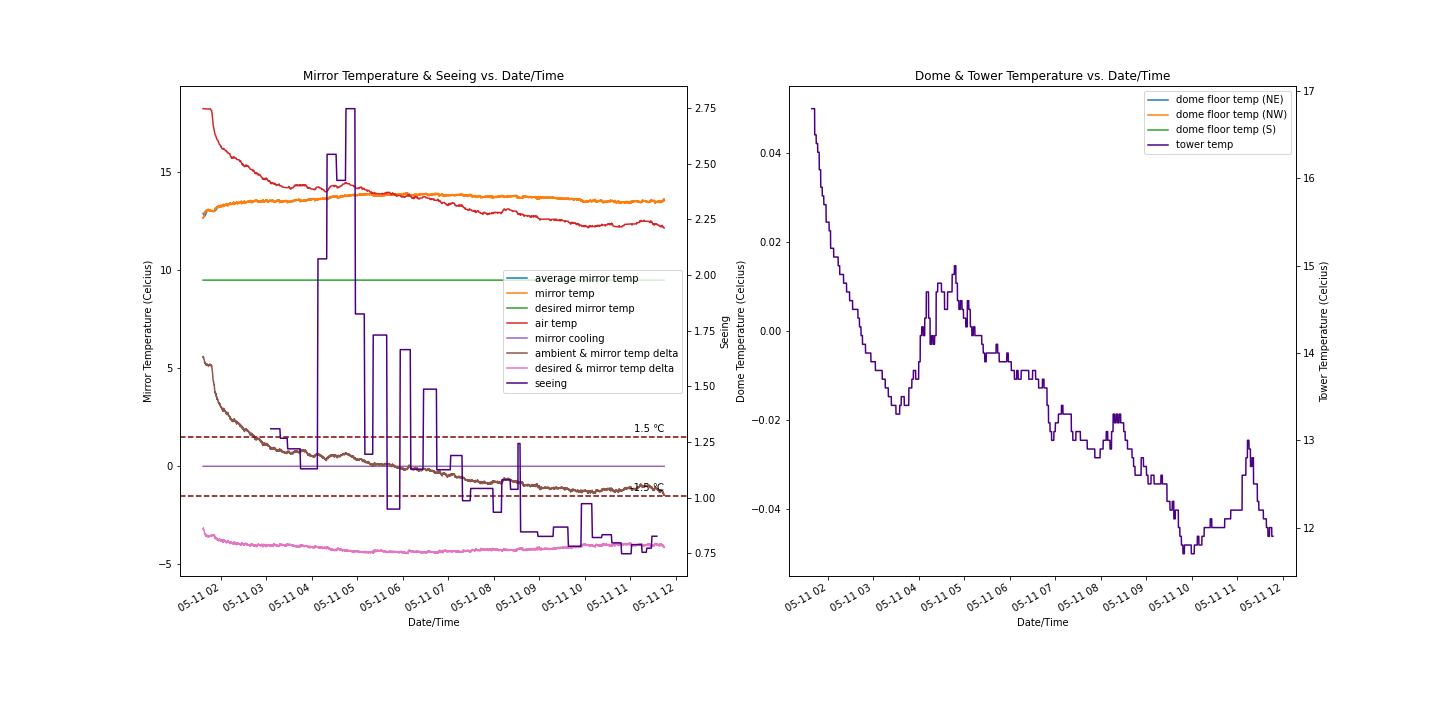 Mirror Temperature & Seeing vs. Date/Time
Mirror Temperature (Celcius)
15
10
5
0
−5
2.75
2.50
2.25
2.00
1.75
1.50
1.25
1.00
0.75
Seeing
average mirror temp
mirror temp
desired mirror temp
air temp
mirror cooling
ambient & mirror temp delta
desired & mirror temp delta
seeing
1.5 °C
-1.5 °C
05-11 02
05-11 03
05-11 04
05-11 05
05-11 06
05-11 07
05-11 08
05-11 09
05-11 10
05-11 11
05-11 12
Date/Time
Dome & Tower Temperature vs. Date/Time
Dome Temperature (Celcius)
0.04
0.02
0.00
−0.02
−0.04
17
16
15
14
13
12
Tower Temperature (Celcius)
dome floor temp (NE)
dome floor temp (NW)
dome floor temp (S)
tower temp
05-11 02
05-11 03
05-11 04
05-11 05
05-11 06
05-11 07
05-11 08
05-11 09
05-11 10
05-11 11
05-11 12
Date/Time